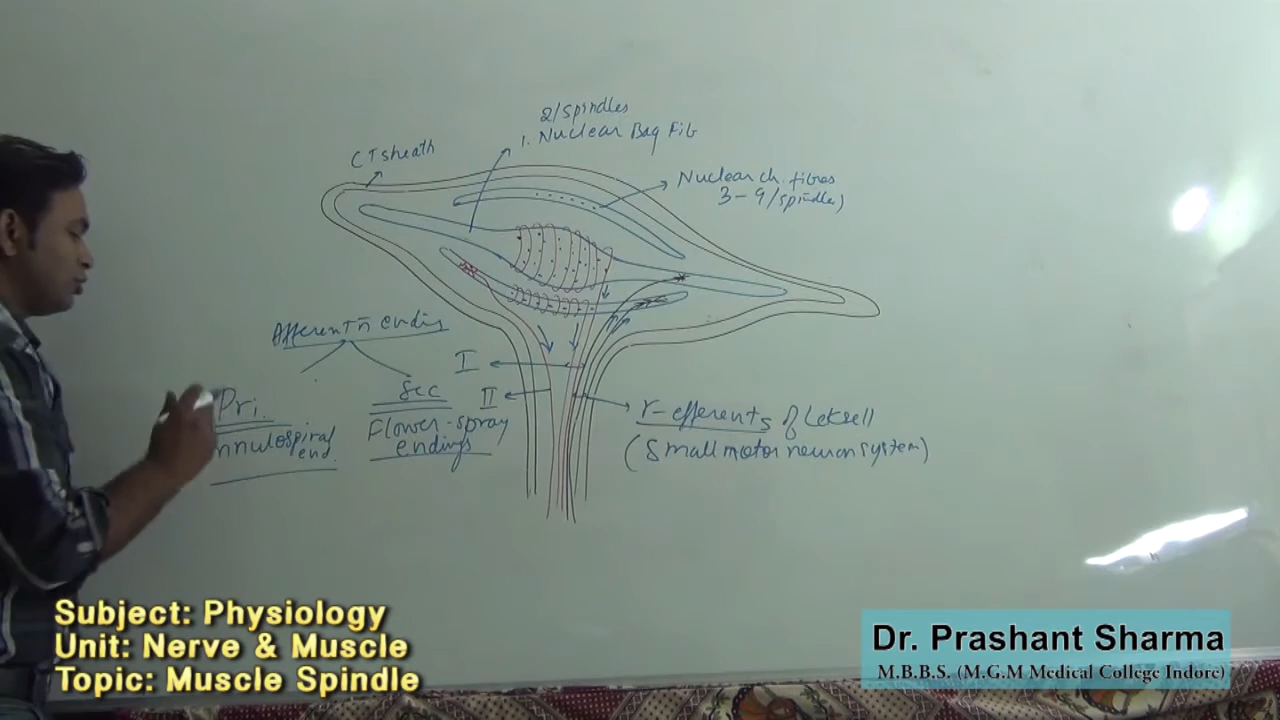 2/spindles
1. Nuclear Bag Fib
CT sheath
Nuclear ch. fibres
3 - 9 /spindles)
Afferent n ending
Pri.
nnulospiral
end.
Sec
Flower-spray
endings
I
II
γ-efferents of Leksell
(Small motor neuron system)
Subject: Physiology
Unit: Nerve & Muscle
Topic: Muscle Spindle
Dr. Prashant Sharma
M.B.B.S. (M.G.M Medical College Indore)